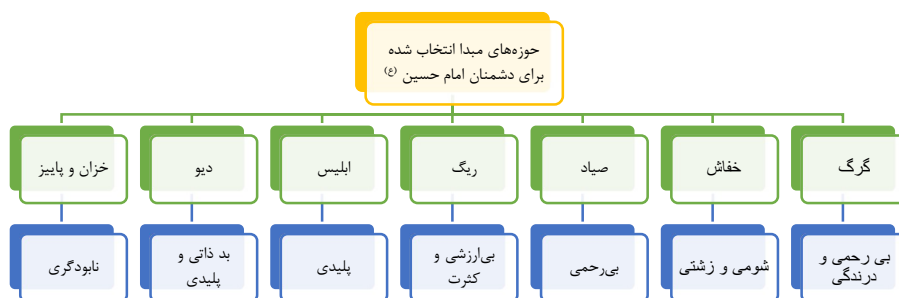 حوزه‌های مبدا انتخاب شده
برای دشمنان امام حسین (ع)
گرگ
خفاش
صیاد
ریگ
ابلیس
دیو
خزان و پاییز
بی رحمی و
درندگی
شومی و زشتی
بی‌رحمی
بی‌ارزشی و
کثرت
پلیدی
بد ذاتی و
پلیدی
نابودگری